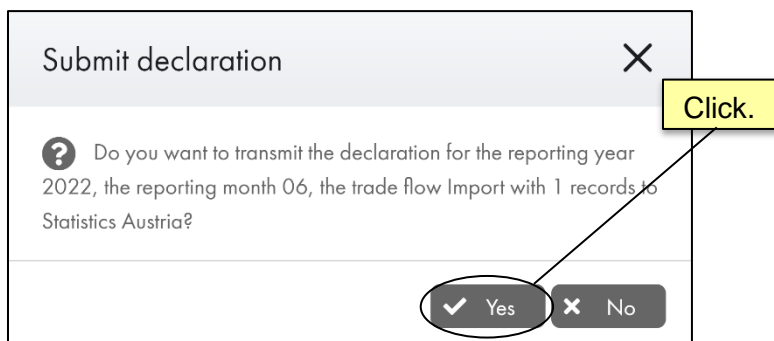 Submit declaration
Click.
Do you want to transmit the declaration for the reporting year
2022, the reporting month 06, the trade flow Import with 1 records to
Statistics Austria?
Yes
No